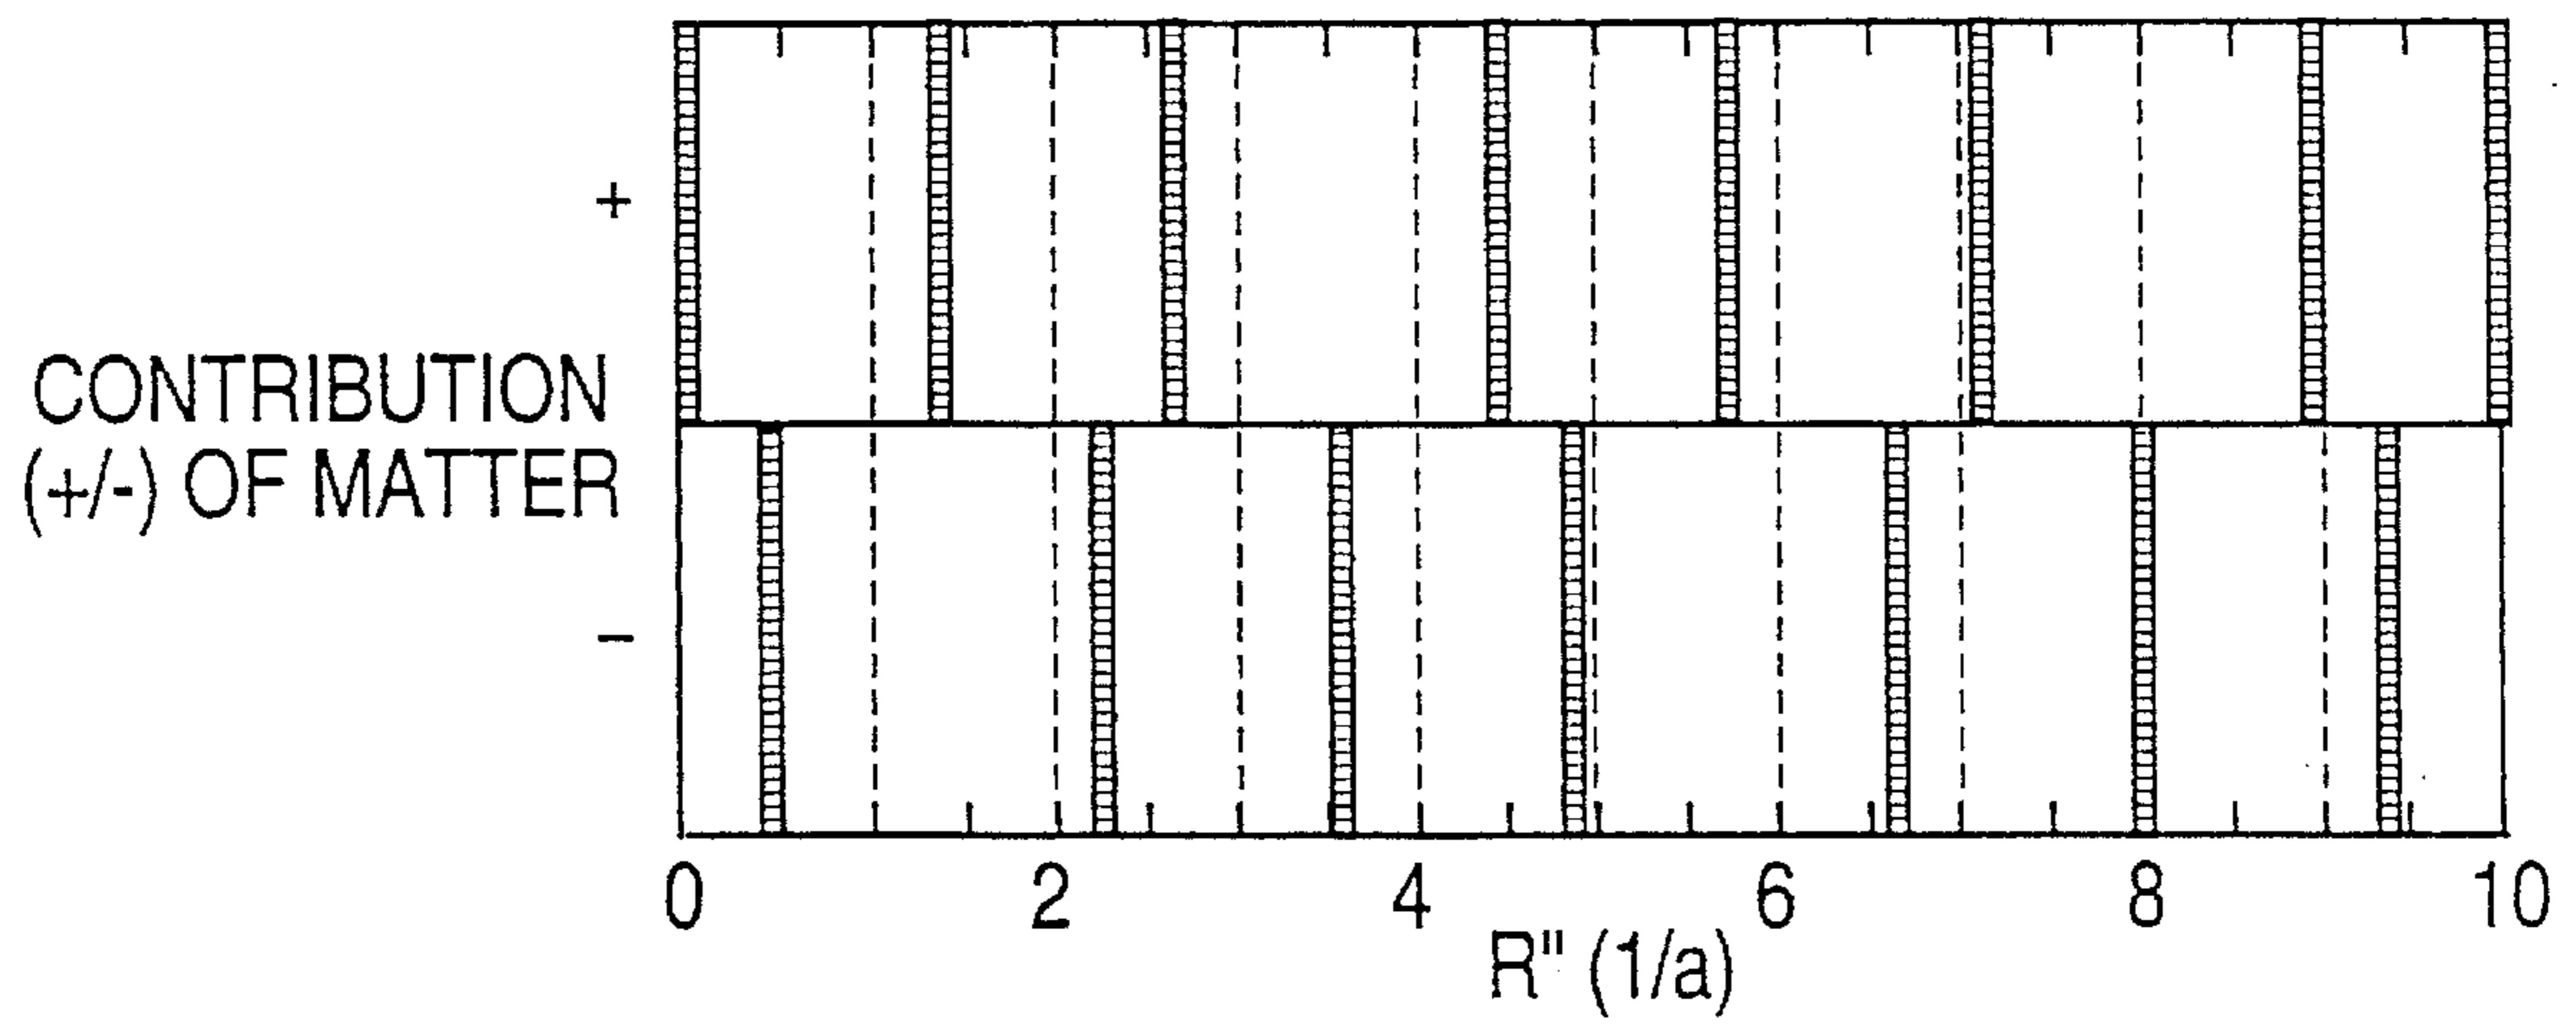 +
CONTRIBUTION
(+/-) OF MATTER
−
0 2 4 6 8 10
R" (1/a)